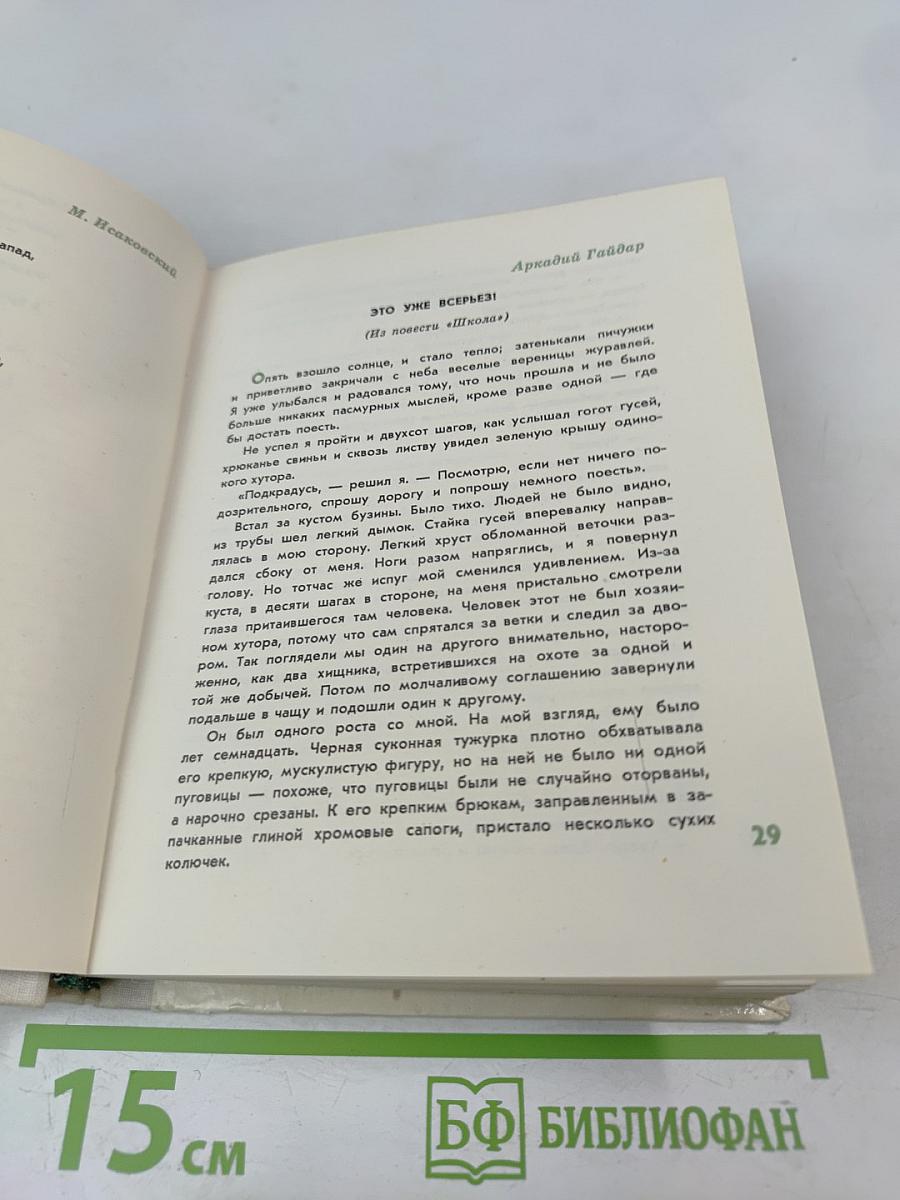 М. Исаковский
апад,
Аркадий Гайдар
ЭТО УЖЕ ВСЕРЬЕЗ!
(Из повести «Школа»)
Опять взошло солнце, и стало тепло; затенькали пичужки
и приветливо закричали с неба веселые вереницы журавлей.
Я уже улыбался и радовался тому, что ночь прошла и не было
больше никаких пасмурных мыслей, кроме разве одной — где
бы достать поесть.
Не успел я пройти и двухсот шагов, как услышал гогот гусей,
хрюканье свиньи и сквозь листву увидел зеленую крышу одино-
кого хутора.
«Подкрадусь, — решил я. — Посмотрю, если нет ничего по-
дозрительного, спрошу дорогу и попрошу немного поесть».
Встал за кустом бузины. Было тихо. Людей не было видно,
из трубы шел легкий дымок. Стайка гусей вперевалку направ-
лялась в мою сторону. Легкий хруст обломанной веточки раз-
дался сбоку от меня. Ноги разом напряглись, и я повернул
голову. Но тотчас же испуг мой сменился удивлением. Из-за
куста, в десяти шагах в стороне, на меня пристально смотрели
глаза притаившегося там человека. Человек этот не был хозяи-
ном хутора, потому что сам спрятался за ветки и следил за дво-
ром. Так поглядели мы один на другого внимательно, насторо-
женно, как два хищника, встретившихся на охоте за одной и
той же добычей. Потом по молчаливому соглашению завернули
подальше в чащу и подошли один к другому.
Он был одного роста со мной. На мой взгляд, ему было
лет семнадцать. Черная суконная тужурка плотно обхватывала
его крепкую, мускулистую фигуру, но на ней не было ни одной
пуговицы — похоже, что пуговицы были не случайно оторваны,
а нарочно срезаны. К его крепким брюкам, заправленным в за-
пачканные глиной хромовые сапоги, пристало несколько сухих
колючек.
29
15 см
БФ БИБЛИОФАН